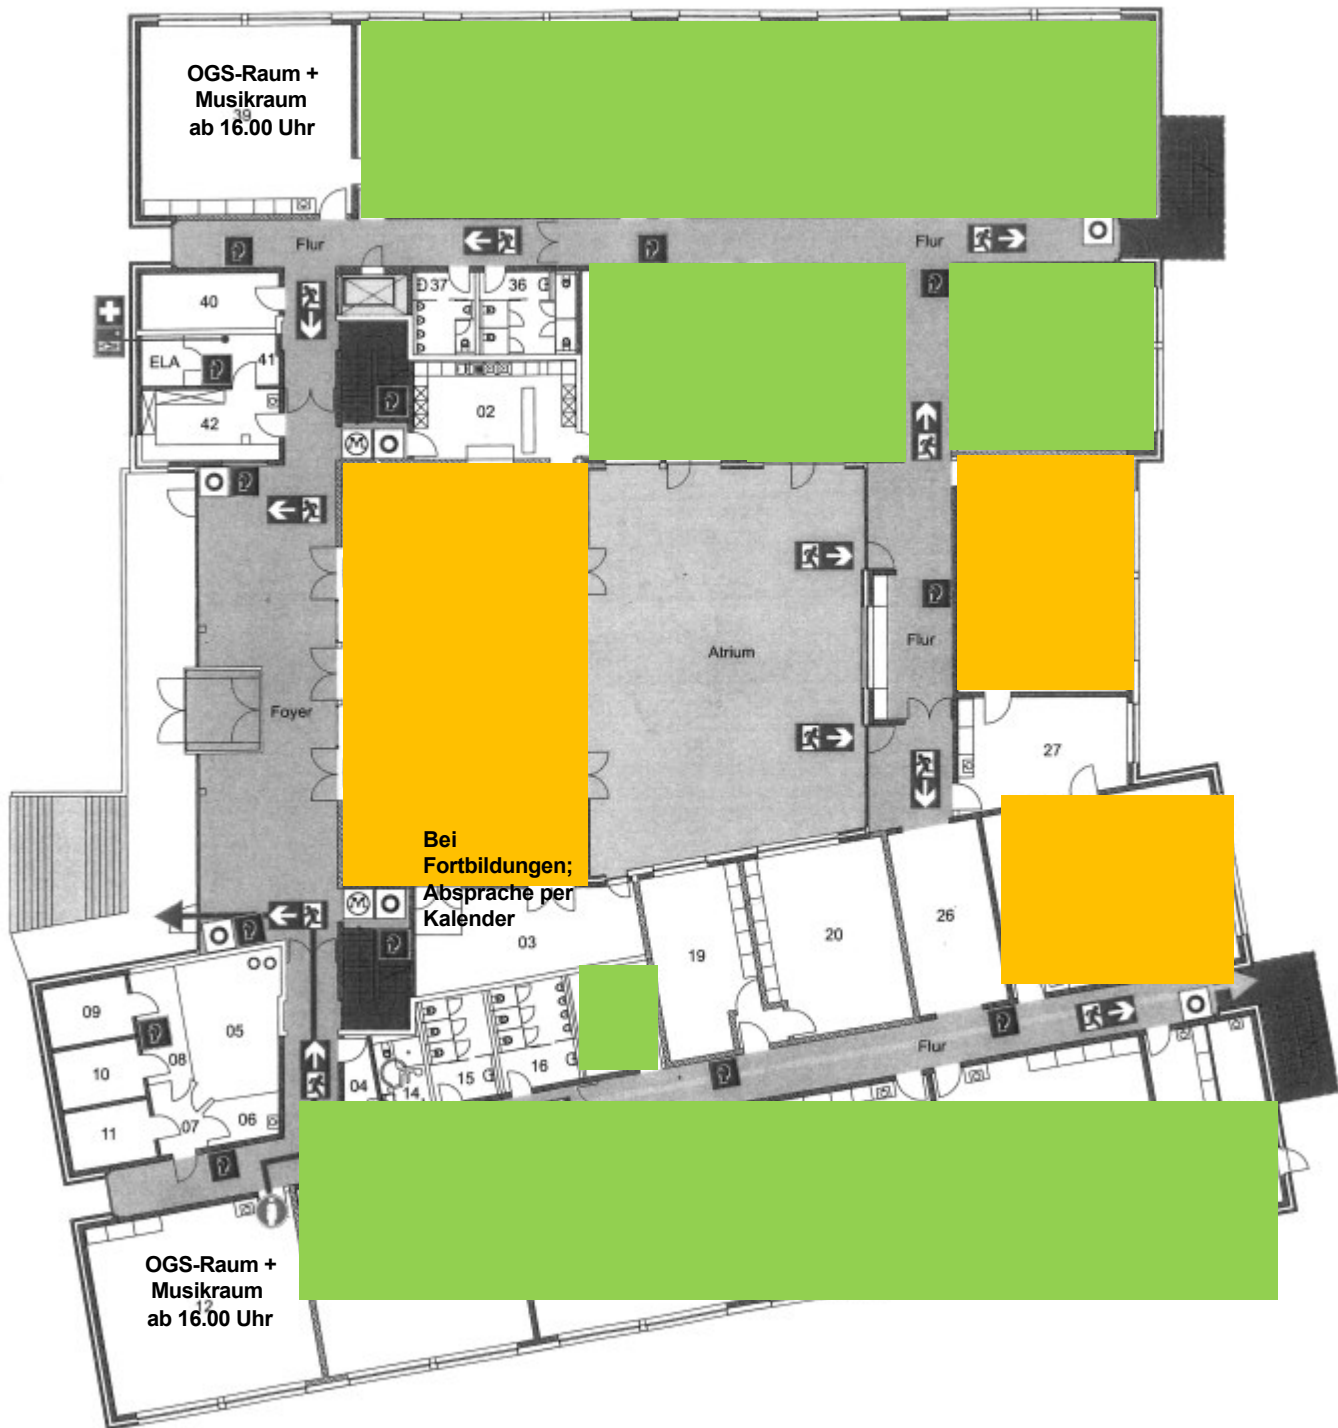 OGS-Raum +
Musikraum
39
ab 16.00 Uhr
Flur
Flur
40
37
36
ELA
41
42
02
Atrium
Flur
Foyer
27
Bei
Fortbildungen;
Absprache per
Kalender
03
19
20
26
09
05
08
10
04
14
15
16
Flur
11
07
06
OGS-Raum +
Musikraum
12
ab 16.00 Uhr